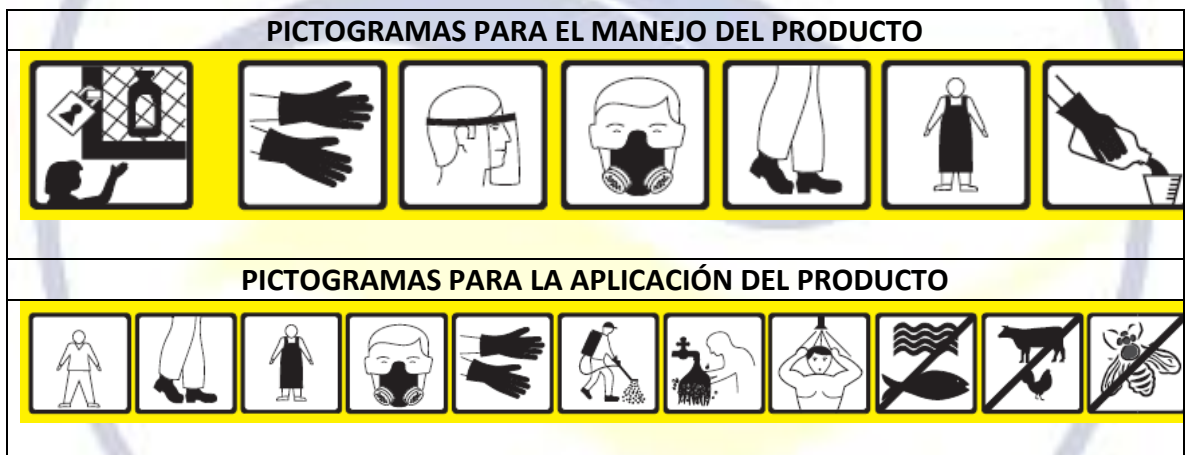 PICTOGRAMAS PARA EL MANEJO DEL PRODUCTO
PICTOGRAMAS PARA LA APLICACIÓN DEL PRODUCTO